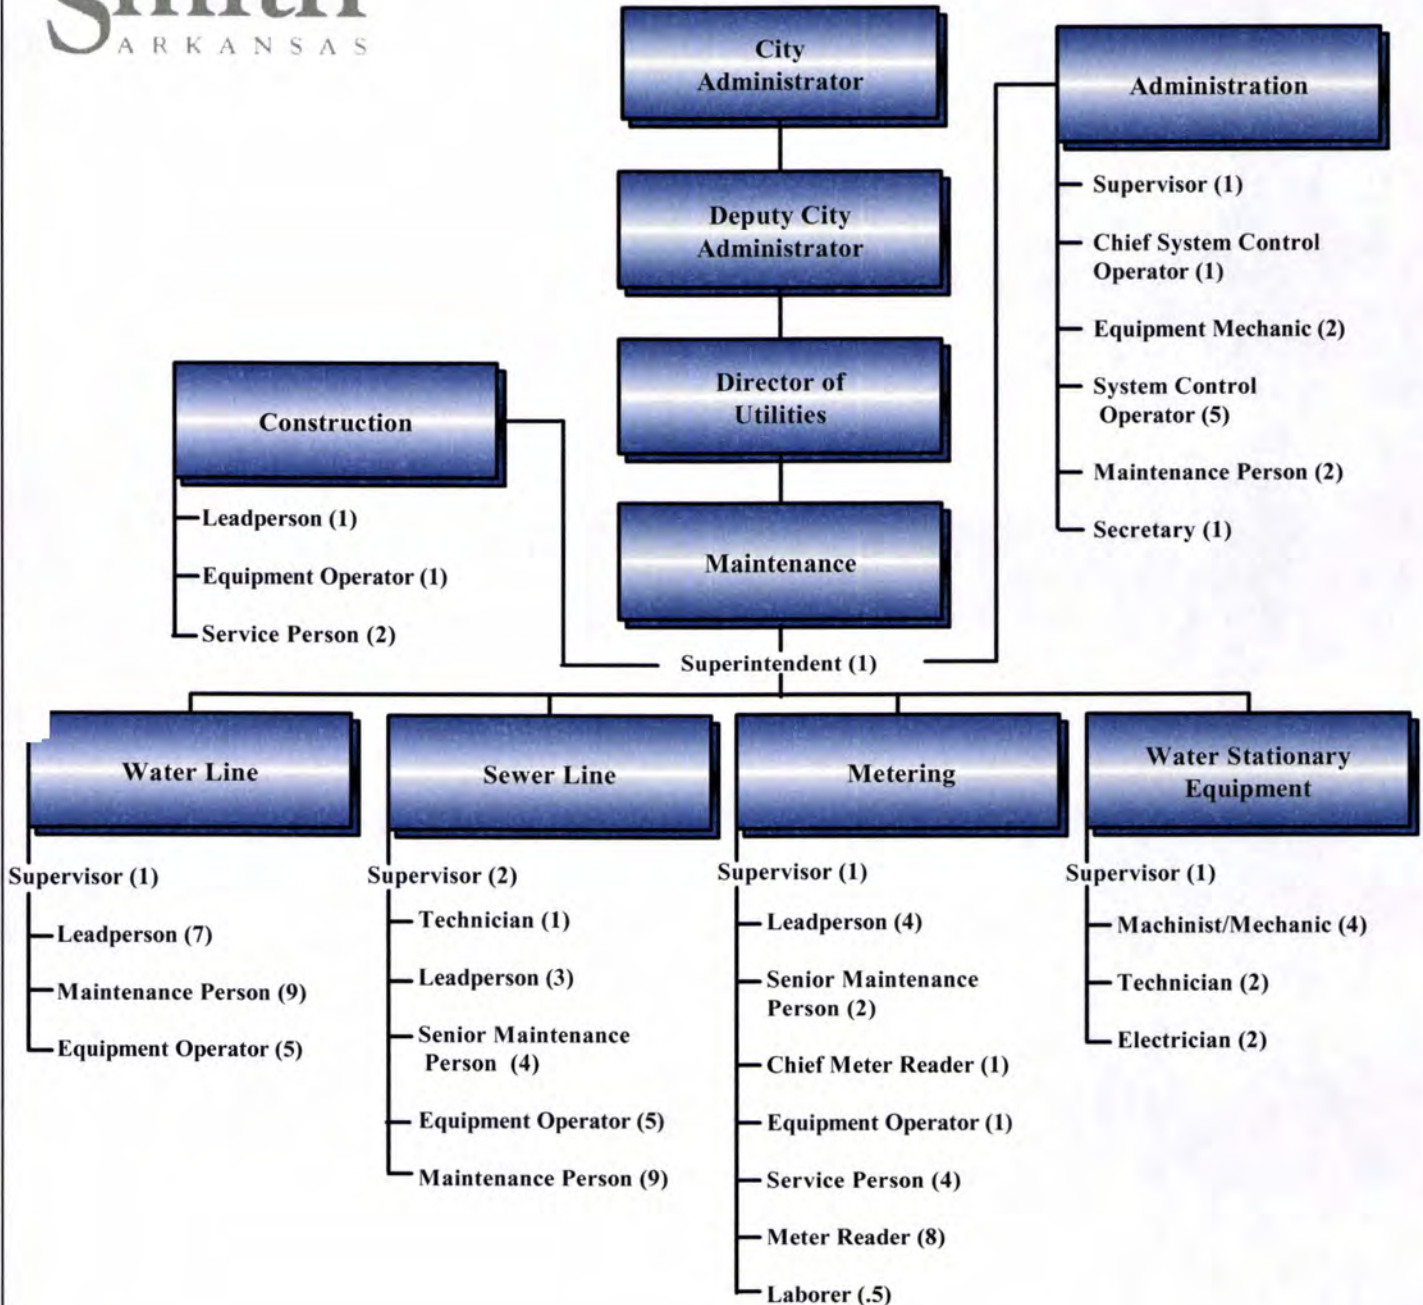 Smith
ARKANSAS
City
Administrator
Administration
Supervisor (1)
Chief System Control
Operator (1)
Equipment Mechanic (2)
System Control
Operator (5)
Maintenance Person (2)
Secretary (1)
Deputy City
Administrator
Director of
Utilities
Construction
Leadperson (1)
Equipment Operator (1)
Service Person (2)
Maintenance
Superintendent (1)
Water Line
Supervisor (1)
Leadperson (7)
Maintenance Person (9)
Equipment Operator (5)
Sewer Line
Supervisor (2)
Technician (1)
Leadperson (3)
Senior Maintenance
Person (4)
Equipment Operator (5)
Maintenance Person (9)
Metering
Supervisor (1)
Leadperson (4)
Senior Maintenance
Person (2)
Chief Meter Reader (1)
Equipment Operator (1)
Service Person (4)
Meter Reader (8)
Laborer (.5)
Water Stationary
Equipment
Supervisor (1)
Machinist/Mechanic (4)
Technician (2)
Electrician (2)